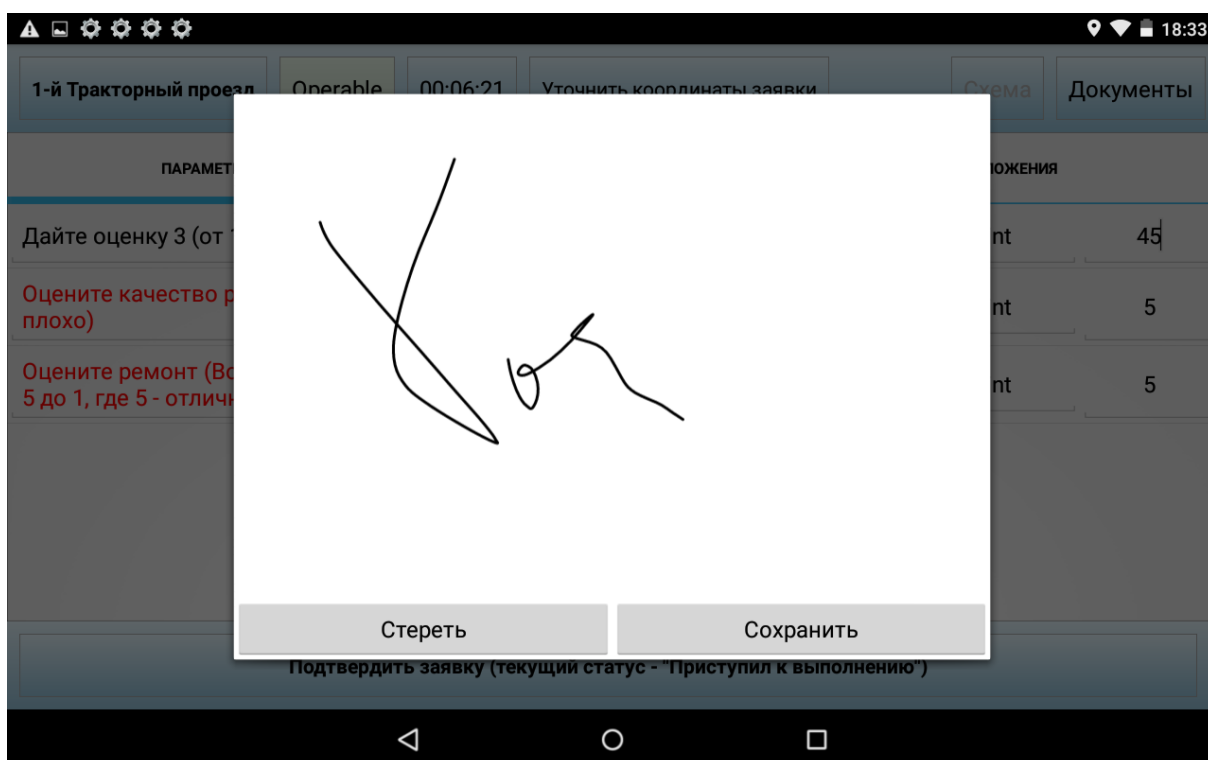 18:33
1-й Тракторный проезд Operable 00:06:21 Уточнить координаты заявки Схема Документы
ПАРАМЕТ ОЖЕНИЯ
Дайте оценку 3 (от 1 nt 45
Оцените качество р nt 5
плохо)
Оцените ремонт (Во nt 5
5 до 1, где 5 - отличн
Стереть Сохранить
Подтвердить заявку (текущий статус - "Приступил к выполнению")